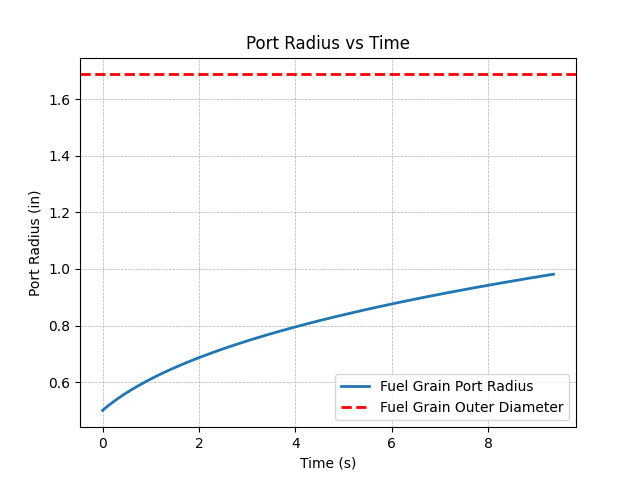 Port Radius vs Time
Port Radius (in)
1.6
1.4
1.2
1.0
0.8
0.6
0
2
4
6
8
Time (s)
Fuel Grain Port Radius
Fuel Grain Outer Diameter